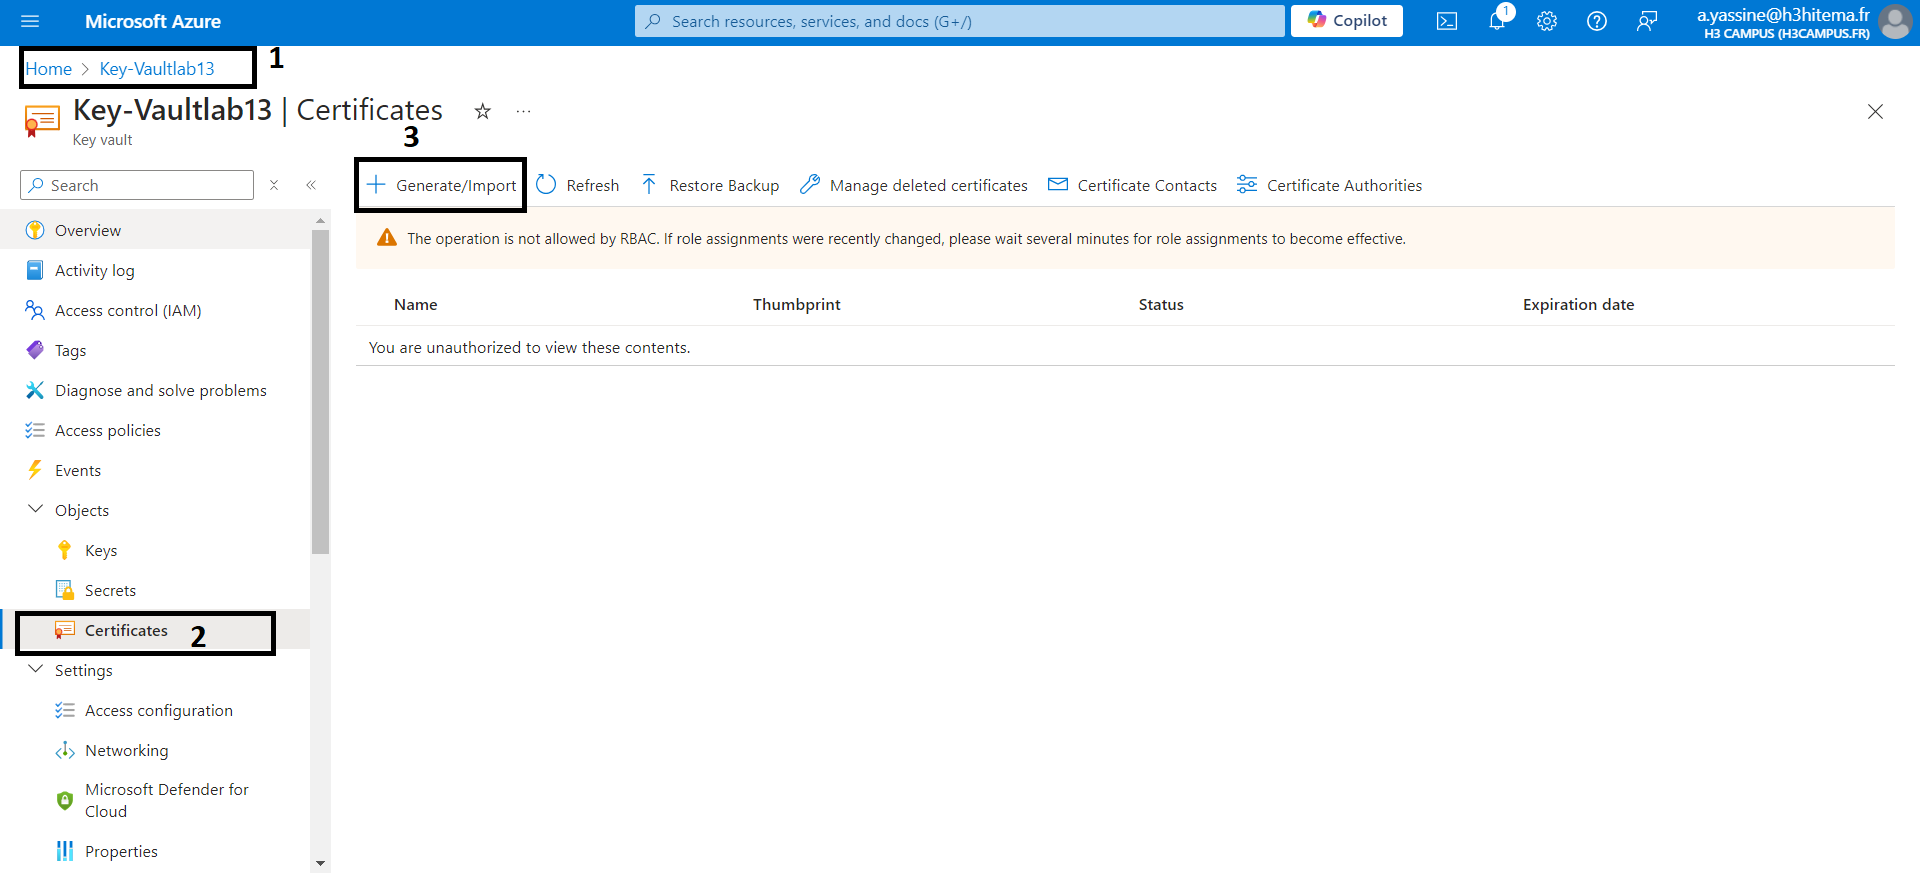 Microsoft Azure
Search resources, services, and docs (G+/)
Copilot
1
a.yassine@h3hitema.fr
H3 CAMPUS (H3CAMPUS.FR)
Home > Key-Vaultlab13
1
Key-Vaultlab13 | Certificates
Key vault
3
Search
Generate/Import
Refresh
Restore Backup
Manage deleted certificates
Certificate Contacts
Certificate Authorities
Overview
Activity log
Access control (IAM)
Tags
Diagnose and solve problems
Access policies
Events
Objects
Keys
Secrets
Certificates
2
Settings
Access configuration
Networking
Microsoft Defender for
Cloud
Properties
The operation is not allowed by RBAC. If role assignments were recently changed, please wait several minutes for role assignments to become effective.
Name Thumbprint Status Expiration date
You are unauthorized to view these contents.